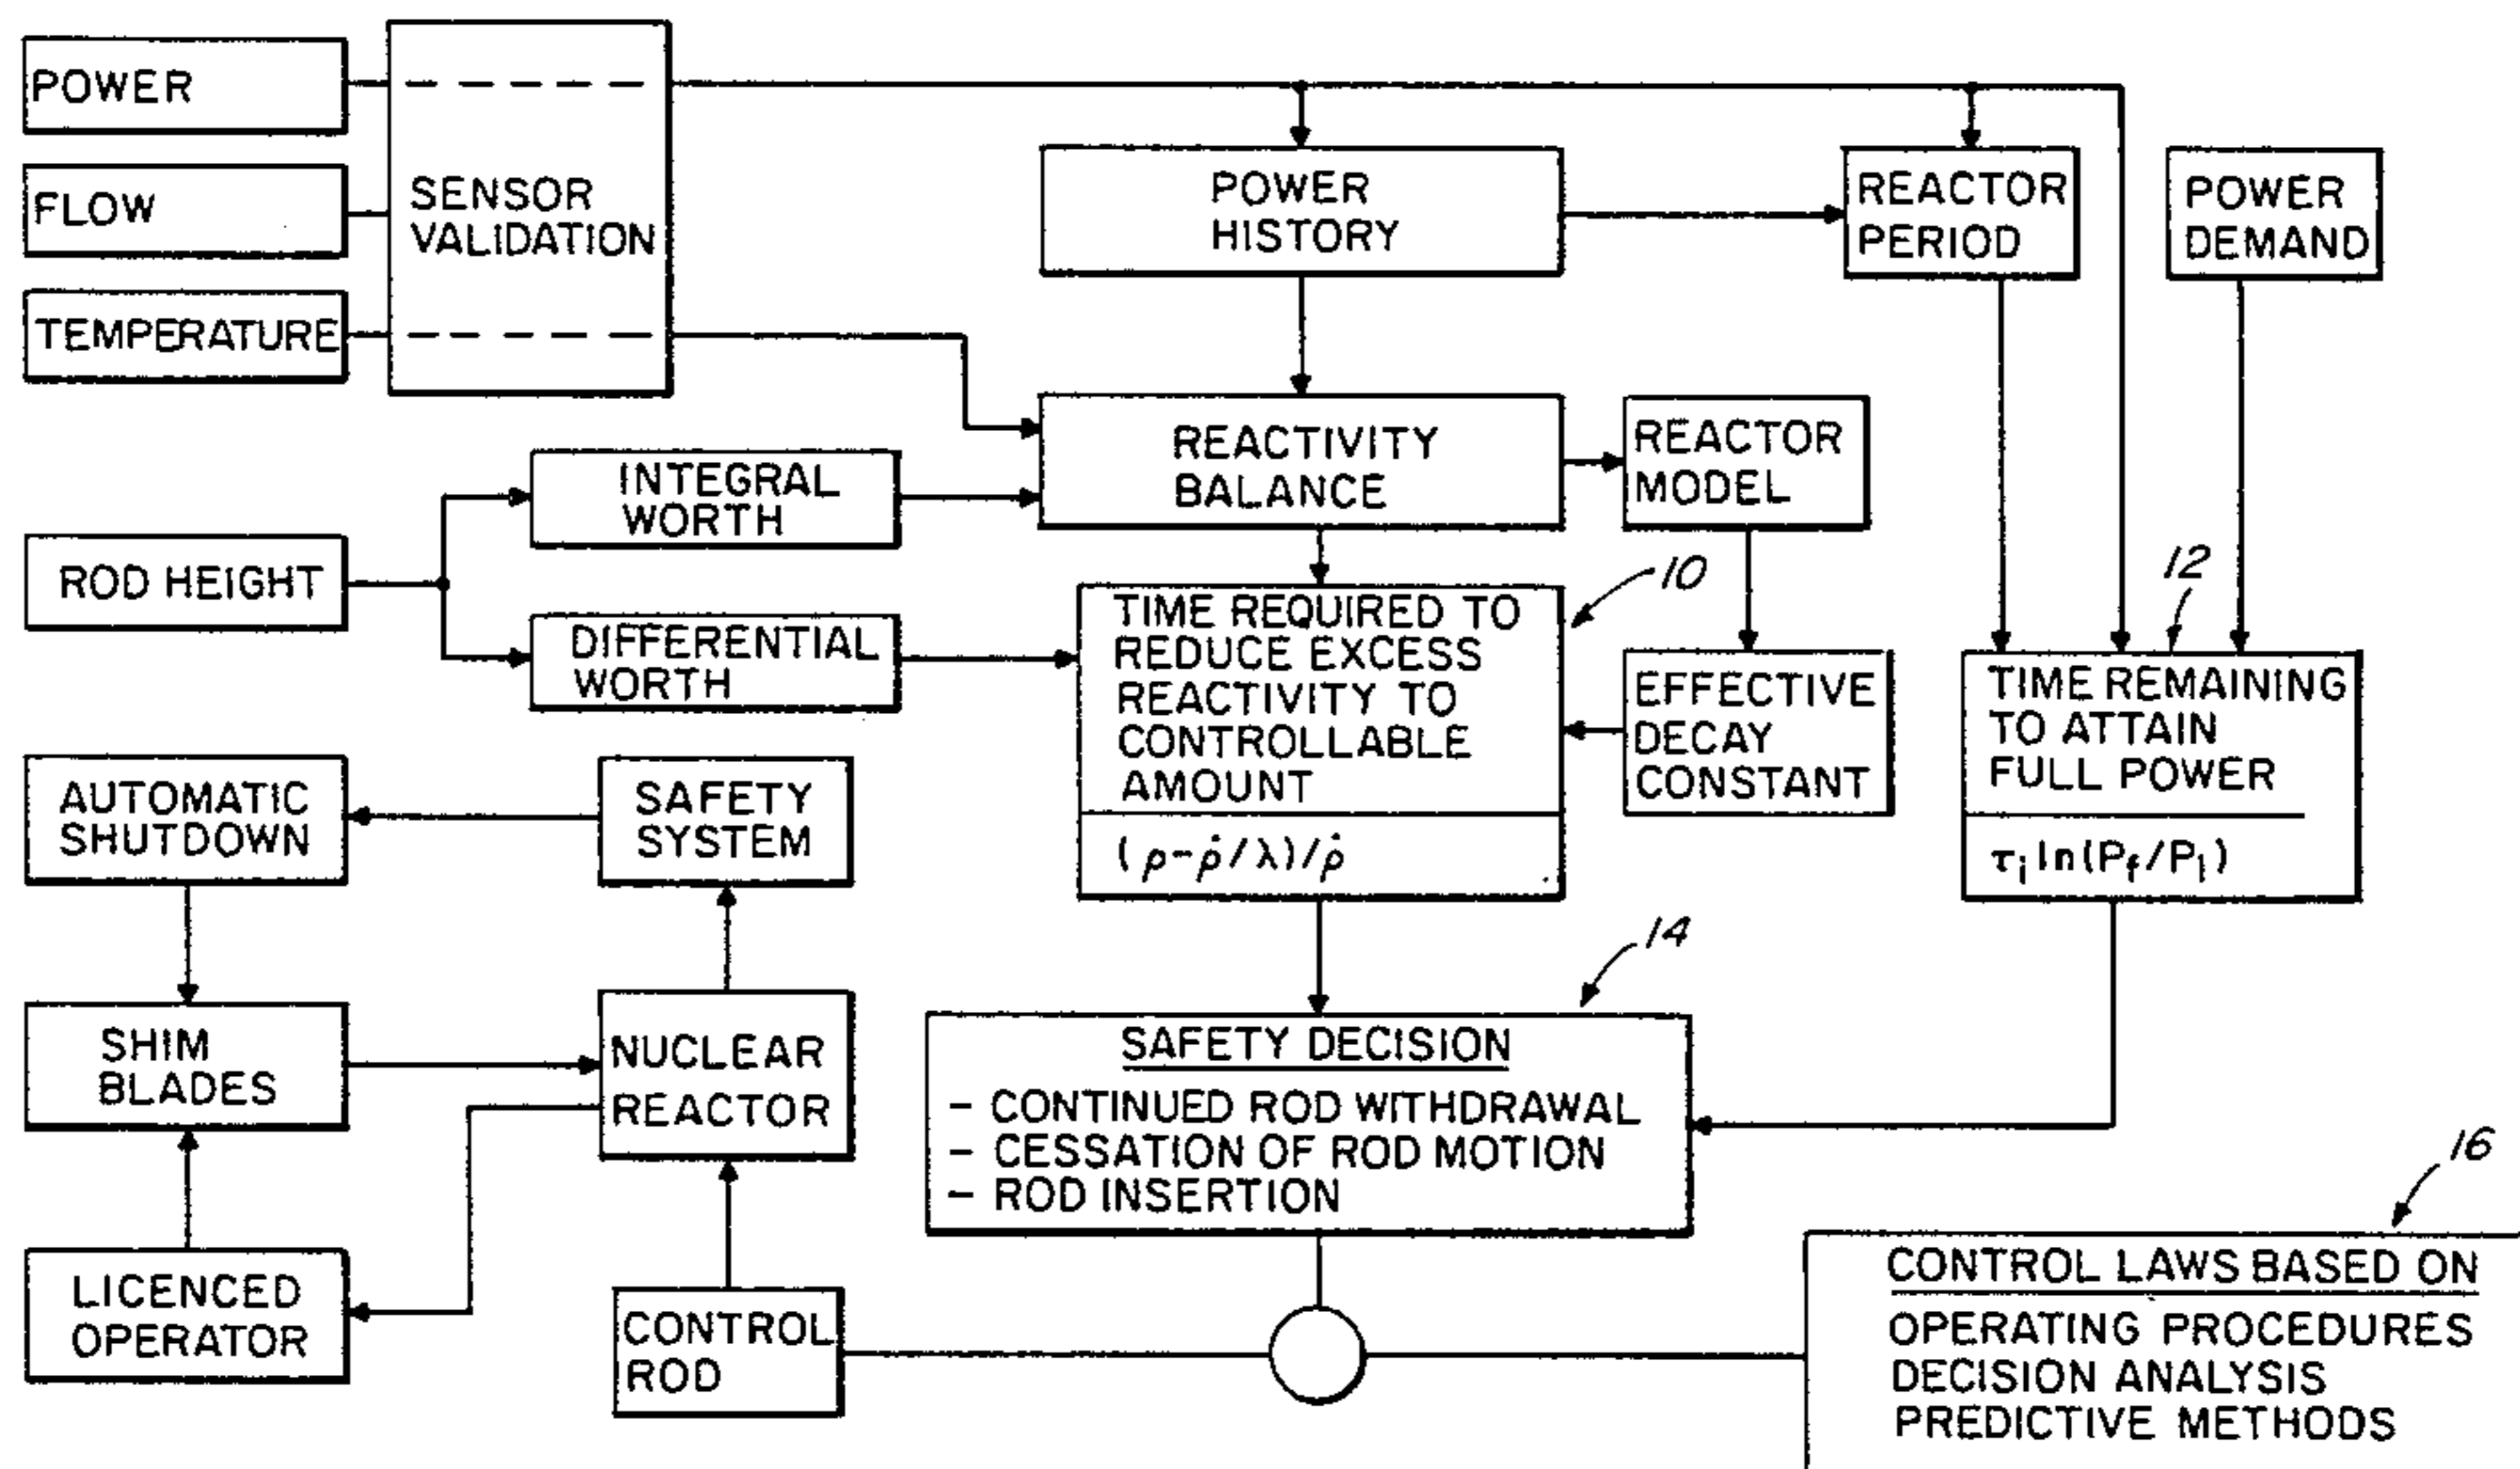 POWER
FLOW
TEMPERATURE
SENSOR
VALIDATION
POWER
HISTORY
REACTOR
PERIOD
POWER
DEMAND
ROD HEIGHT
INTEGRAL
WORTH
DIFFERENTIAL
WORTH
REACTIVITY
BALANCE
REACTOR
MODEL
10
TIME REQUIRED TO
REDUCE EXCESS
REACTIVITY TO
CONTROLLABLE
AMOUNT
(ρ-ρ̇/λ)/ρ̇
EFFECTIVE
DECAY
CONSTANT
12
TIME REMAINING
TO ATTAIN
FULL POWER
τᵢ ln(P_f/P_i)
AUTOMATIC
SHUTDOWN
SAFETY
SYSTEM
SHIM
BLADES
NUCLEAR
REACTOR
LICENCED
OPERATOR
CONTROL
ROD
14
SAFETY DECISION
- CONTINUED ROD WITHDRAWAL
- CESSATION OF ROD MOTION
- ROD INSERTION
16
CONTROL LAWS BASED ON
OPERATING PROCEDURES
DECISION ANALYSIS
PREDICTIVE METHODS